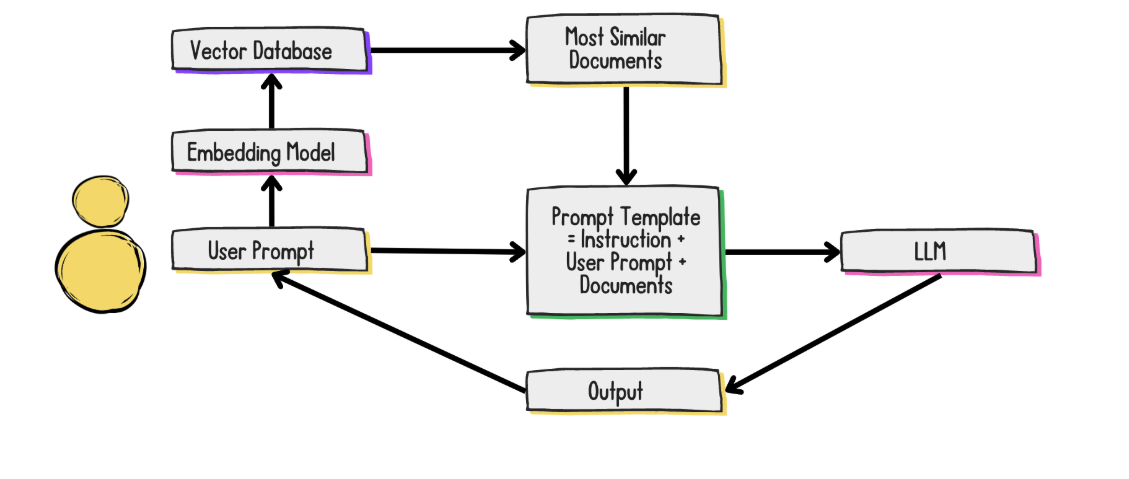 Vector Database
Most Similar
Documents
Embedding Model
User Prompt
Prompt Template
= Instruction +
User Prompt +
Documents
LLM
Output